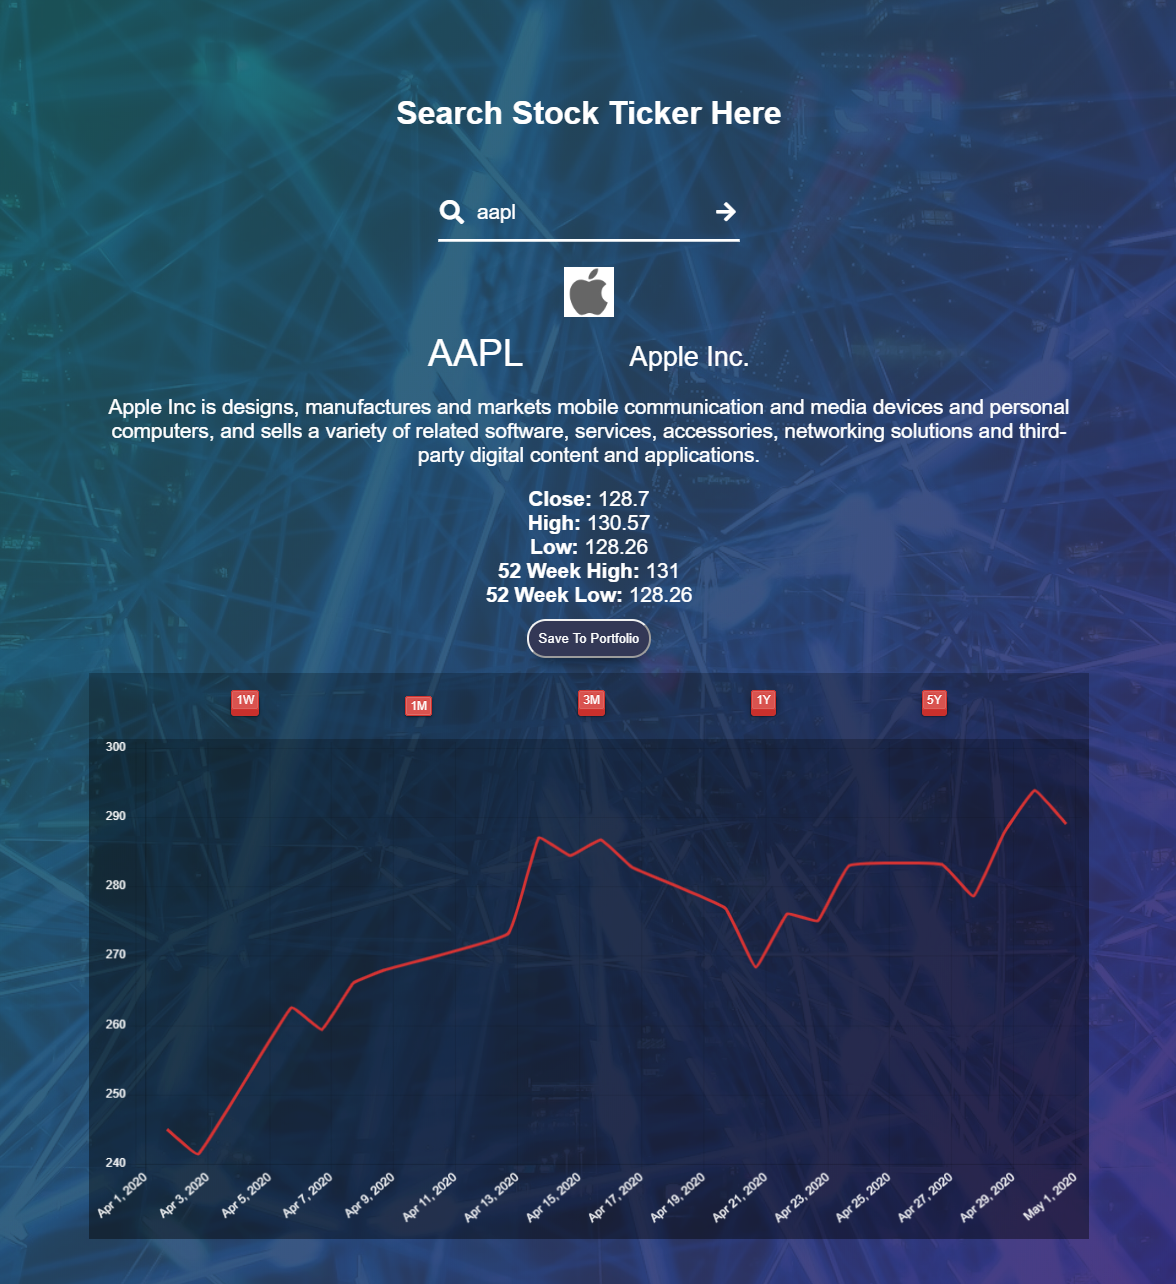 Search Stock Ticker Here
aapl
AAPL Apple Inc.
Apple Inc is designs, manufactures and markets mobile communication and media devices and personal
computers, and sells a variety of related software, services, accessories, networking solutions and third-
party digital content and applications.
Close: 128.7
High: 130.57
Low: 128.26
52 Week High: 131
52 Week Low: 128.26
Save To Portfolio
1W 1M 3M 1Y 5Y
300
290
280
270
260
250
240
Apr 1, 2020
Apr 3, 2020
Apr 5, 2020
Apr 7, 2020
Apr 9, 2020
Apr 11, 2020
Apr 13, 2020
Apr 15, 2020
Apr 17, 2020
Apr 19, 2020
Apr 21, 2020
Apr 23, 2020
Apr 25, 2020
Apr 27, 2020
Apr 29, 2020
May 1, 2020